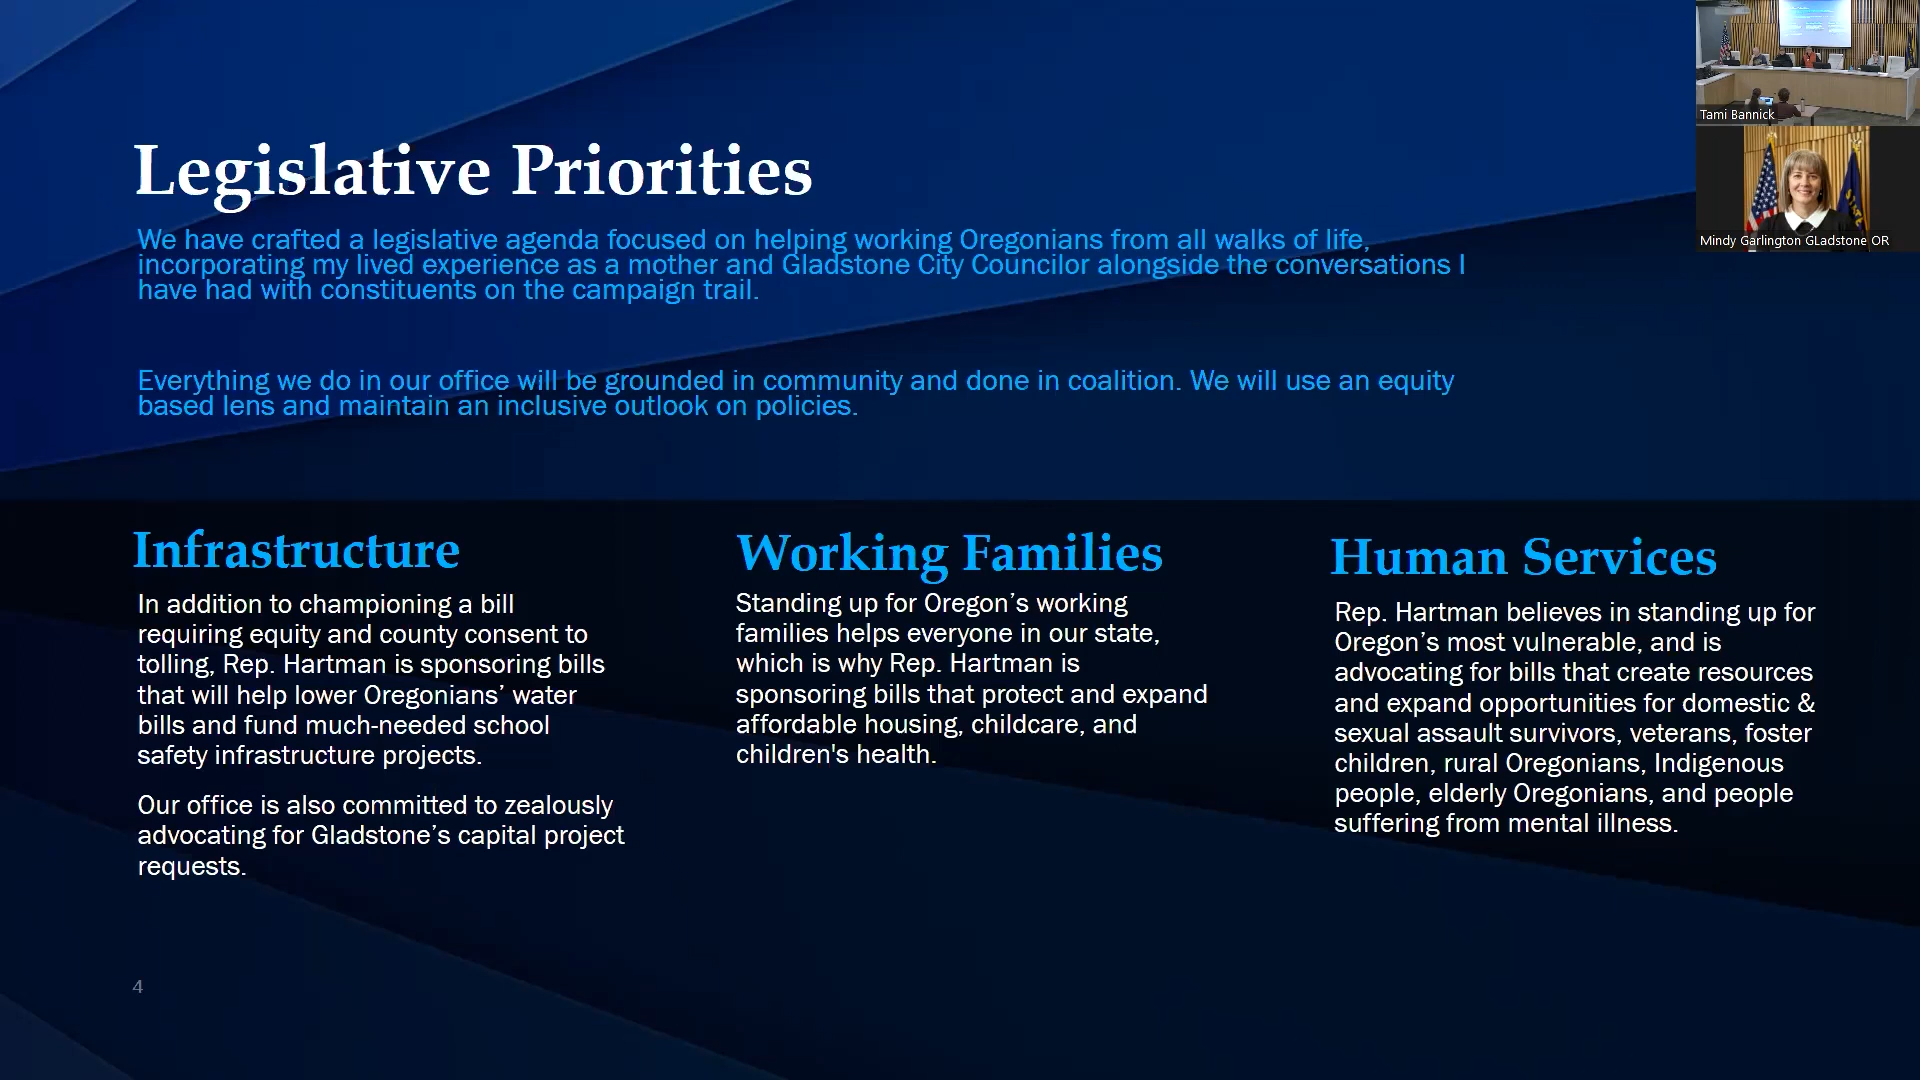 Legislative Priorities
We have crafted a legislative agenda focused on helping working Oregonians from all walks of life,
incorporating my lived experience as a mother and Gladstone City Councilor alongside the conversations I
have had with constituents on the campaign trail.
Everything we do in our office will be grounded in community and done in coalition. We will use an equity
based lens and maintain an inclusive outlook on policies.
Infrastructure
In addition to championing a bill
requiring equity and county consent to
tolling, Rep. Hartman is sponsoring bills
that will help lower Oregonians’ water
bills and fund much-needed school
safety infrastructure projects.
Our office is also committed to zealously
advocating for Gladstone’s capital project
requests.
Working Families
Standing up for Oregon’s working
families helps everyone in our state,
which is why Rep. Hartman is
sponsoring bills that protect and expand
affordable housing, childcare, and
children's health.
Human Services
Rep. Hartman believes in standing up for
Oregon’s most vulnerable, and is
advocating for bills that create resources
and expand opportunities for domestic &
sexual assault survivors, veterans, foster
children, rural Oregonians, Indigenous
people, elderly Oregonians, and people
suffering from mental illness.
4
Tami Bannick
Mindy Garlington GLadstone OR